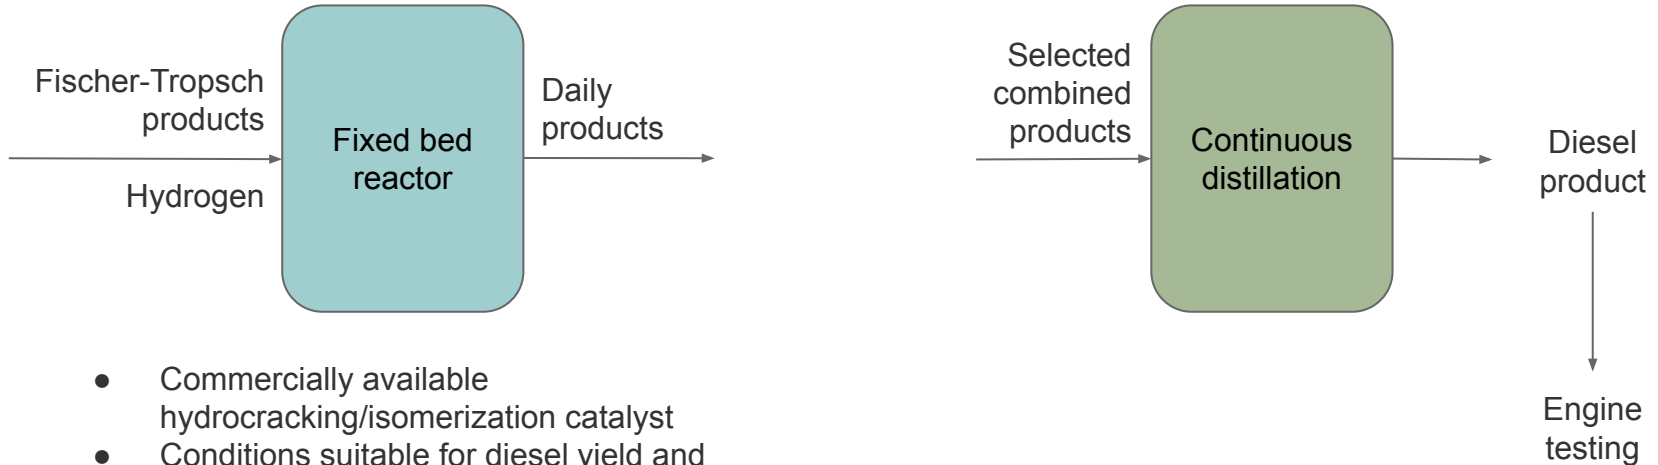 Fischer-Tropsch
products
Hydrogen
Fixed bed
reactor
Daily
products
Selected
combined
products
Continuous
distillation
Diesel
product
Engine
testing
● Commercially available
hydrocracking/isomerization catalyst
● Conditions suitable for diesel yield and